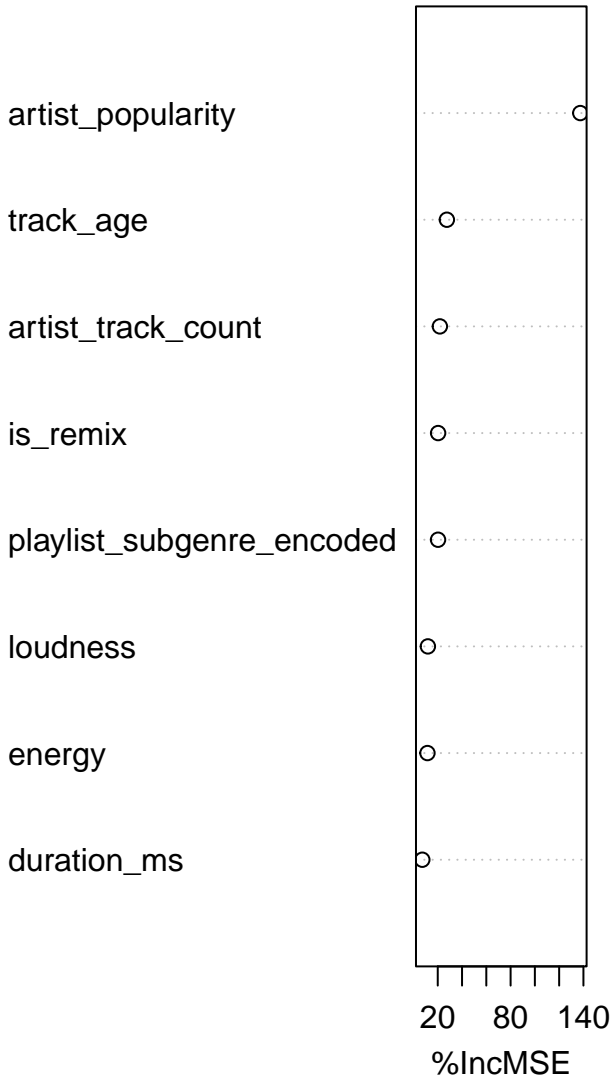 artist_popularity
track_age
artist_track_count
is_remix
playlist_subgenre_encoded
loudness
energy
duration_ms
20 80 140
%IncMSE